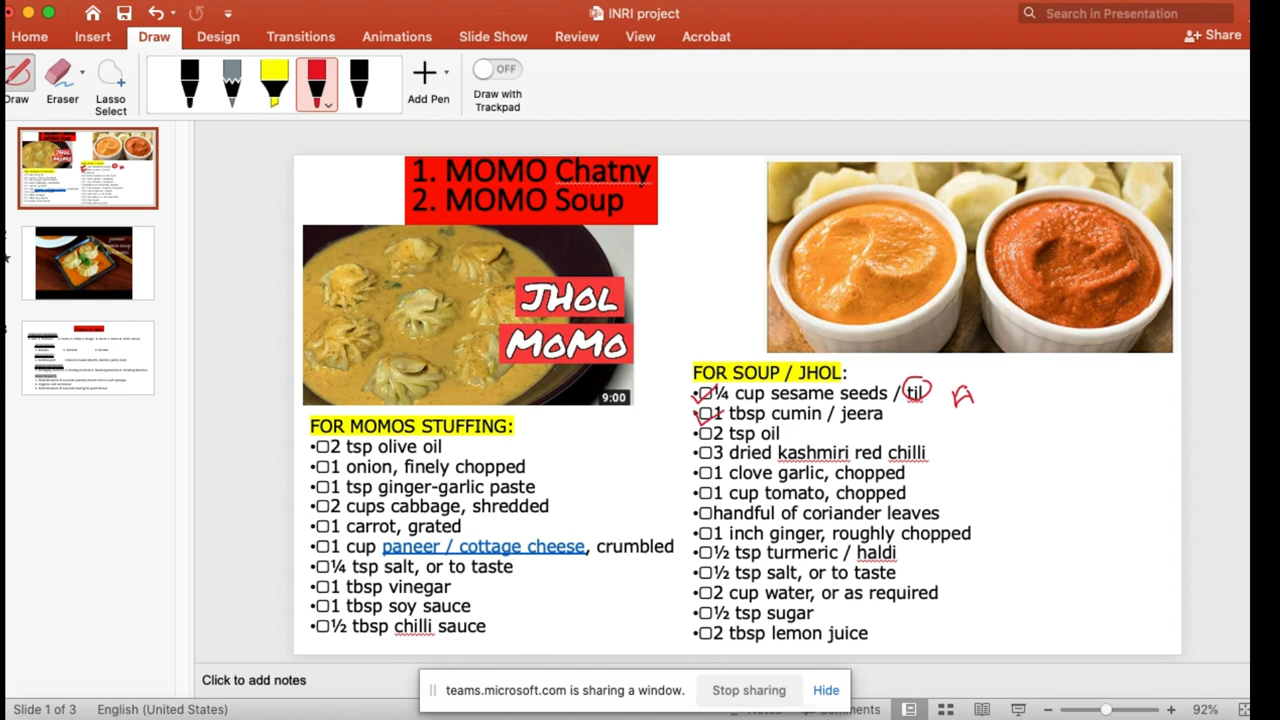 INRI project
Search in Presentation
Home Insert Draw Design Transitions Animations Slide Show Review View Acrobat Share
OFF
Draw Eraser Lasso Select Add Pen Draw with Trackpad
1. MOMO Chatny
2. MOMO Soup
JHoL
MoMo
9:00
FOR MOMOS STUFFING:
•▢2 tsp olive oil
•▢1 onion, finely chopped
•▢1 tsp ginger-garlic paste
•▢2 cups cabbage, shredded
•▢1 carrot, grated
•▢1 cup paneer / cottage cheese, crumbled
•▢¼ tsp salt, or to taste
•▢1 tbsp vinegar
•▢1 tbsp soy sauce
•▢½ tbsp chilli sauce
FOR SOUP / JHOL:
•▢¼ cup sesame seeds / til
•▢1 tbsp cumin / jeera
•▢2 tsp oil
•▢3 dried kashmiri red chilli
•▢1 clove garlic, chopped
•▢1 cup tomato, chopped
•▢handful of coriander leaves
•▢1 inch ginger, roughly chopped
•▢½ tsp turmeric / haldi
•▢½ tsp salt, or to taste
•▢2 cup water, or as required
•▢½ tsp sugar
•▢2 tbsp lemon juice
Click to add notes
teams.microsoft.com is sharing a window. Stop sharing Hide
Slide 1 of 3 English (United States) Comments 92%